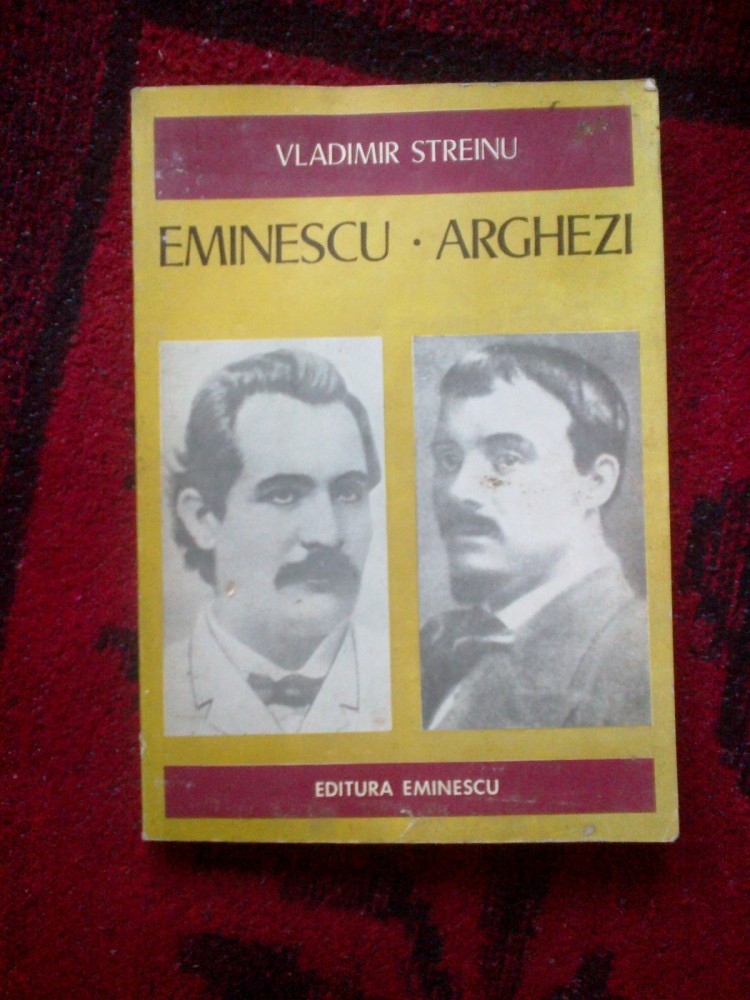 VLADIMIR STREINU
EMINESCU · ARGHEZI
EDITURA EMINESCU